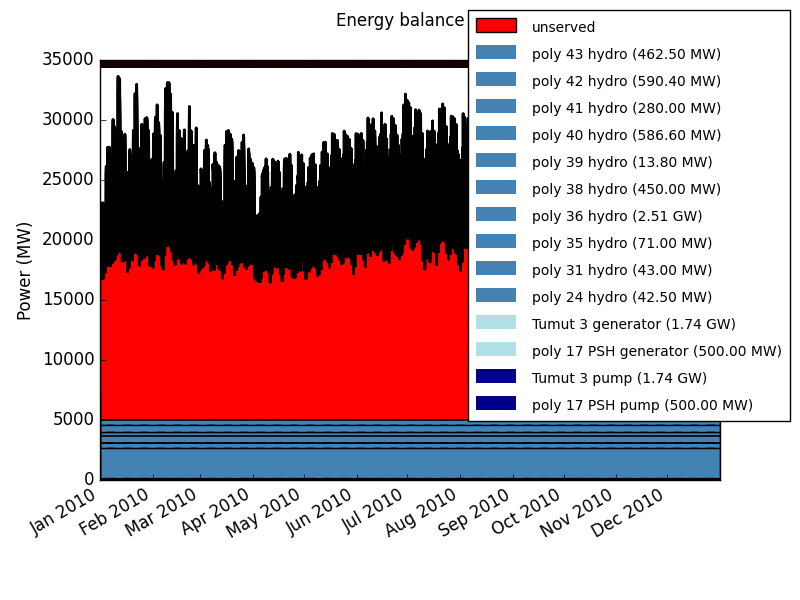 Energy balance
unserved
poly 43 hydro (462.50 MW)
poly 42 hydro (590.40 MW)
poly 41 hydro (280.00 MW)
poly 40 hydro (586.60 MW)
poly 39 hydro (13.80 MW)
poly 38 hydro (450.00 MW)
poly 36 hydro (2.51 GW)
poly 35 hydro (71.00 MW)
poly 31 hydro (43.00 MW)
poly 24 hydro (42.50 MW)
Tumut 3 generator (1.74 GW)
poly 17 PSH generator (500.00 MW)
Tumut 3 pump (1.74 GW)
poly 17 PSH pump (500.00 MW)
Power (MW)
35000
30000
25000
20000
15000
10000
5000
0
Jan 2010
Feb 2010
Mar 2010
Apr 2010
May 2010
Jun 2010
Jul 2010
Aug 2010
Sep 2010
Oct 2010
Nov 2010
Dec 2010